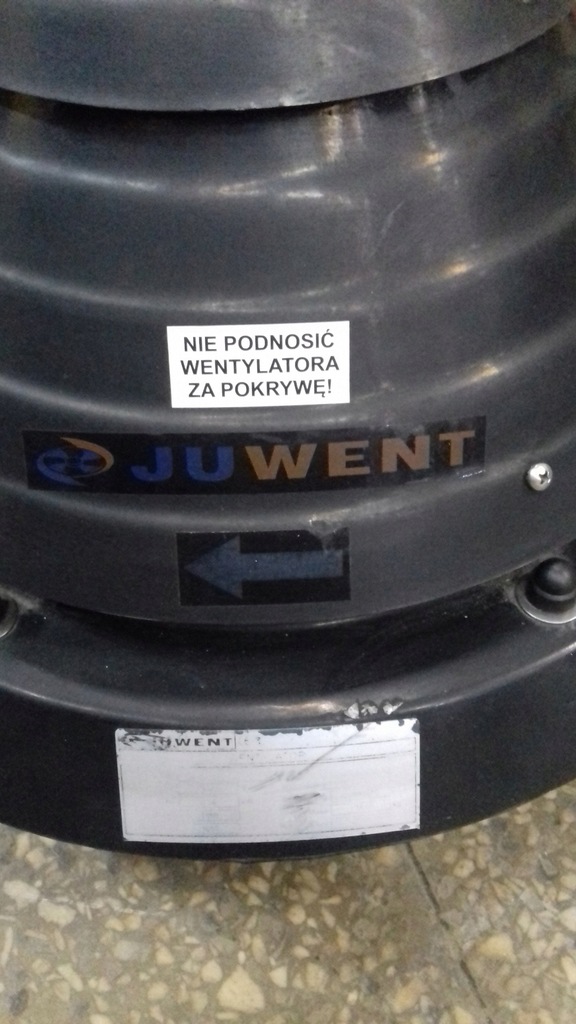 NIE PODNOSIĆ
WENTYLATORA
ZA POKRYWĘ!
JUWENT
JUWENT